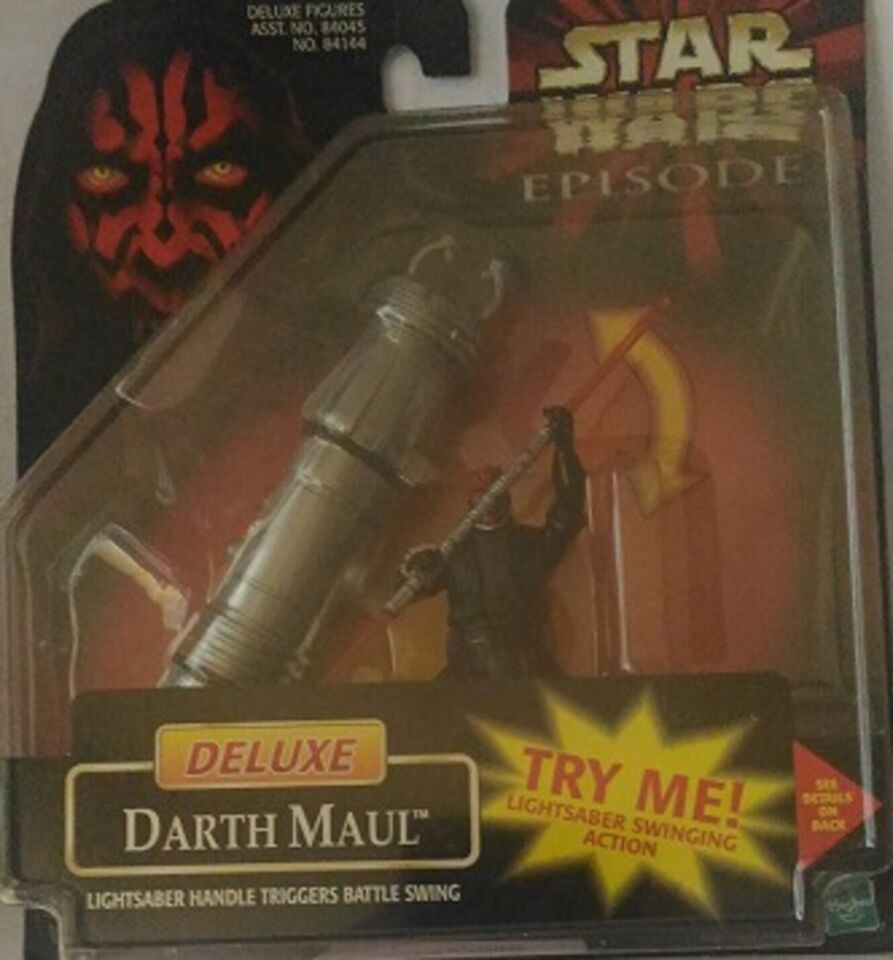 DELUXE FIGURES
ASST. NO. 84045
NO. 84144
STAR
WARS
EPISODE
DELUXE
DARTH MAUL™
LIGHTSABER HANDLE TRIGGERS BATTLE SWING
TRY ME!
LIGHTSABER SWINGING
ACTION
SEE
DETAILS
ON
BACK
Hasbro